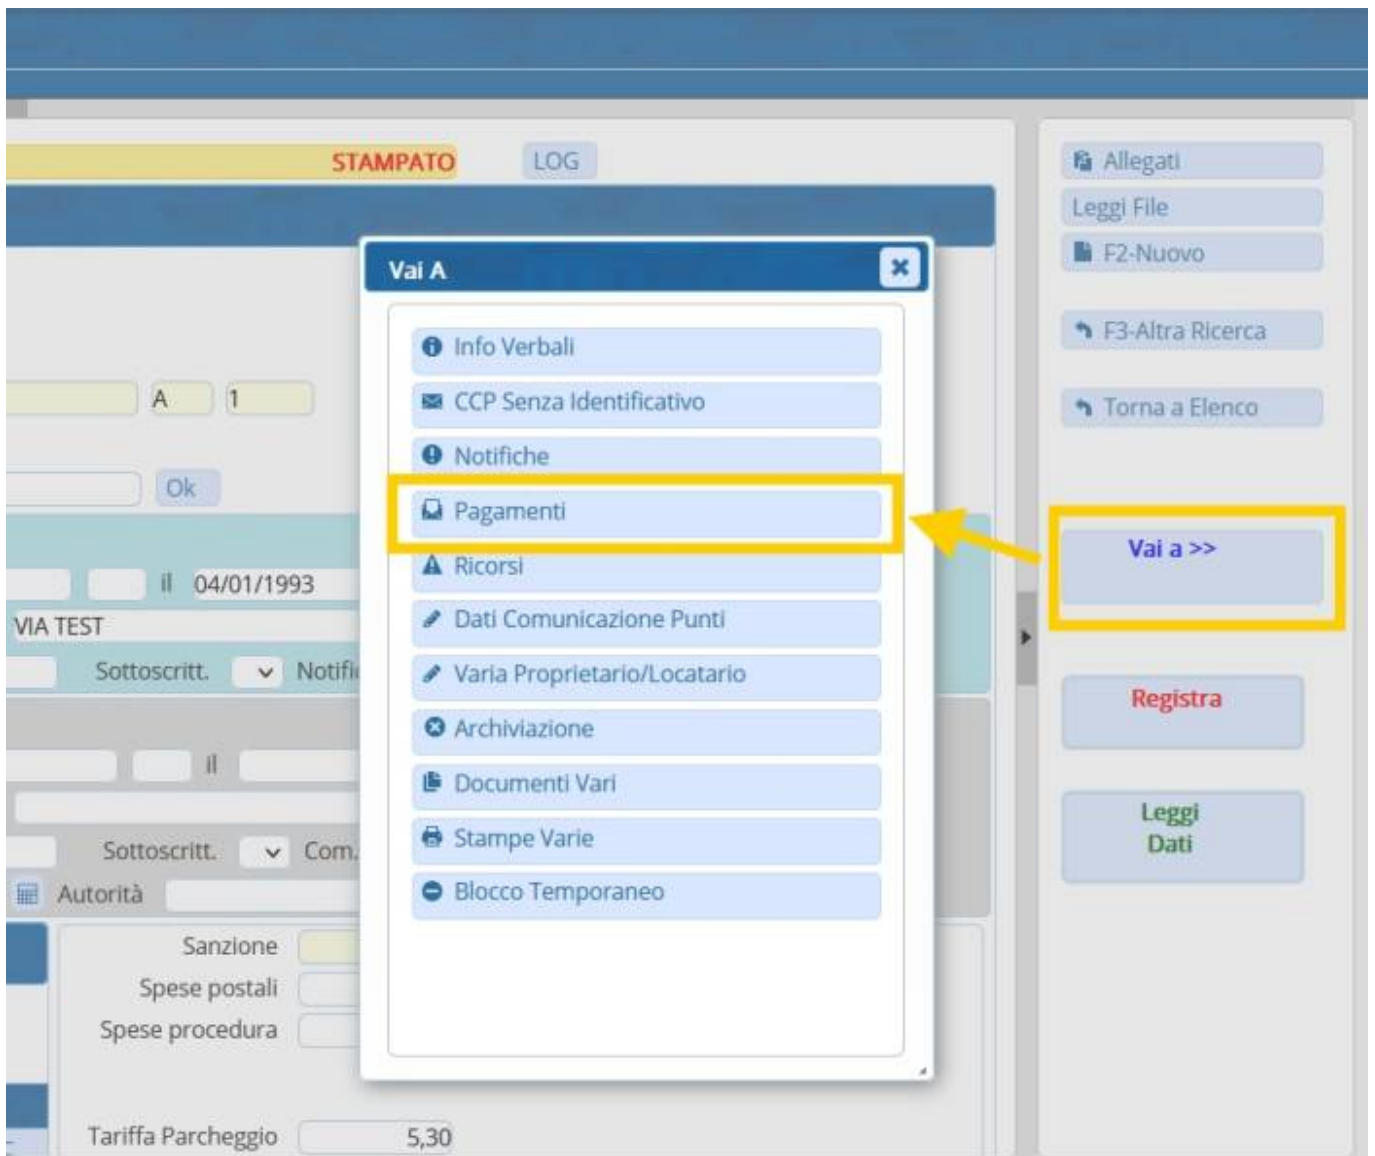 STAMPATO LOG
Allegati
Leggi File
F2-Nuovo
F3-Altra Ricerca
Torna a Elenco
Vai a >>
Registra
Leggi
Dati
Vai A
Info Verbali
CCP Senza Identificativo
Notifiche
Pagamenti
Ricorsi
Dati Comunicazione Punti
Varia Proprietario/Locatario
Archiviazione
Documenti Vari
Stampe Varie
Blocco Temporaneo
A 1
Ok
il 04/01/1993
VIA TEST
Sottoscritt.
il
Sottoscritt. Com.
Autorità
Sanzione
Spese postali
Spese procedura
Tariffa Parcheggio 5,30